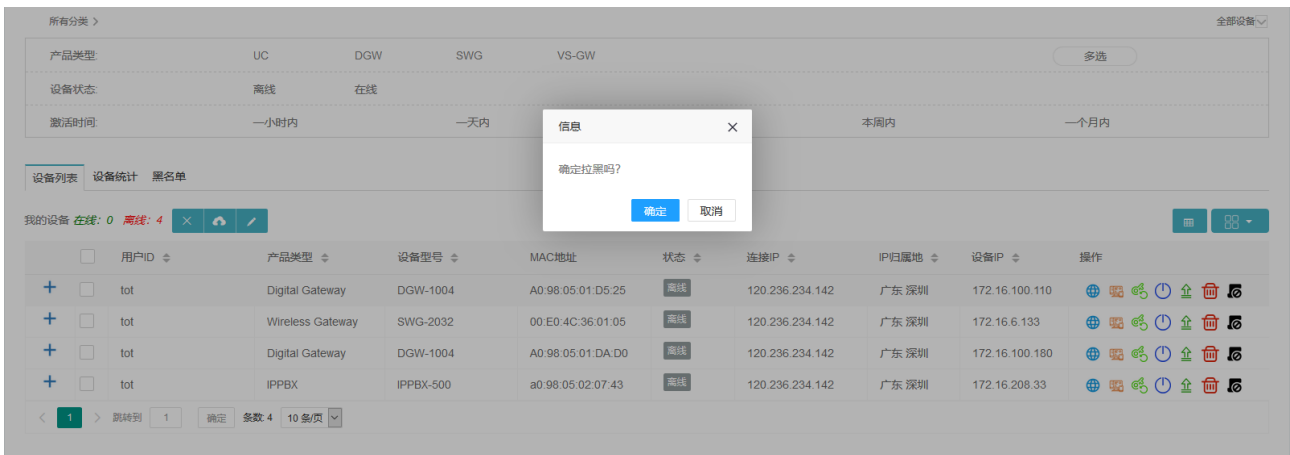 所有分类 > 全部设备
产品类型: UC DGW SWG VS-GW 多选
设备状态: 离线 在线
激活时间: 一小时内 一天内 本周内 一个月内
信息 ×
确定拉黑吗?
确定 取消
设备列表 设备统计 黑名单
我的设备 在线: 0 离线: 4
用户ID 产品类型 设备型号 MAC地址 状态 连接IP IP归属地 设备IP 操作
tot Digital Gateway DGW-1004 A0:98:05:01:D5:25 离线 120.236.234.142 广东 深圳 172.16.100.110
tot Wireless Gateway SWG-2032 00:E0:4C:36:01:05 离线 120.236.234.142 广东 深圳 172.16.6.133
tot Digital Gateway DGW-1004 A0:98:05:01:DA:D0 离线 120.236.234.142 广东 深圳 172.16.100.180
tot IPPBX IPPBX-500 a0:98:05:02:07:43 离线 120.236.234.142 广东 深圳 172.16.208.33
< 1 > 跳转到 1 确定 条数: 4 10 条/页